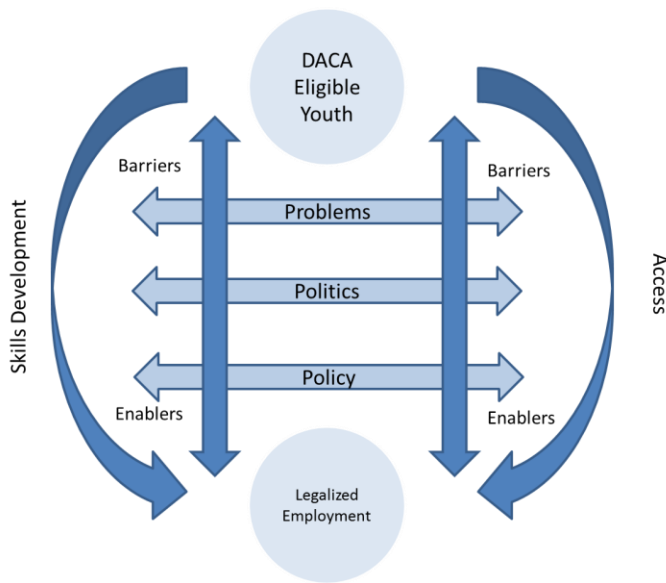 DACA
Eligible
Youth
Barriers
Barriers
Problems
Skills Development
Politics
Access
Policy
Enablers
Enablers
Legalized
Employment